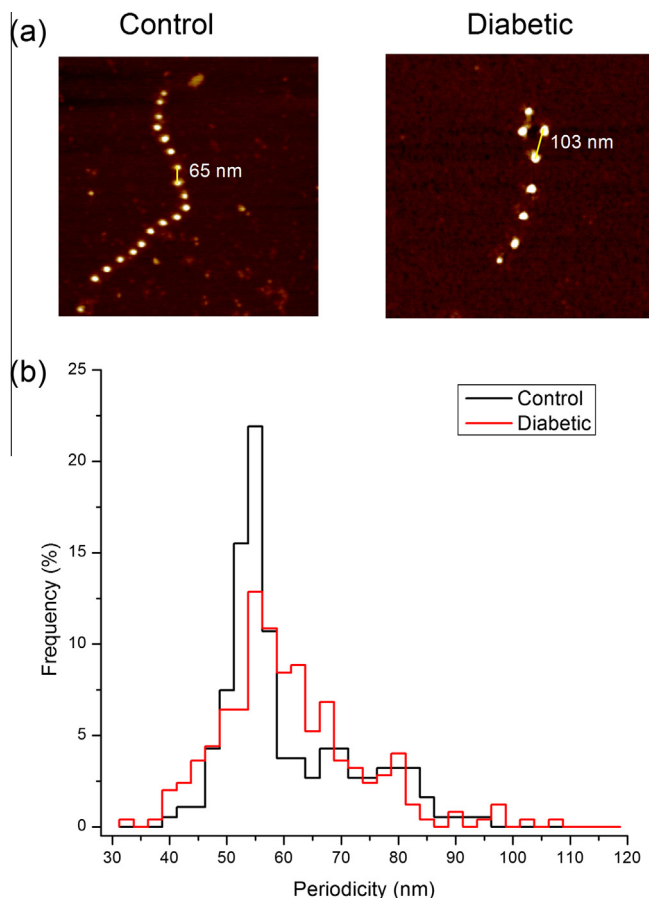 (a)
Control
Diabetic
65 nm
103 nm
(b)
25
20
15
10
5
0
Frequency (%)
Control
Diabetic
30 40 50 60 70 80 90 100 110 120
Periodicity (nm)